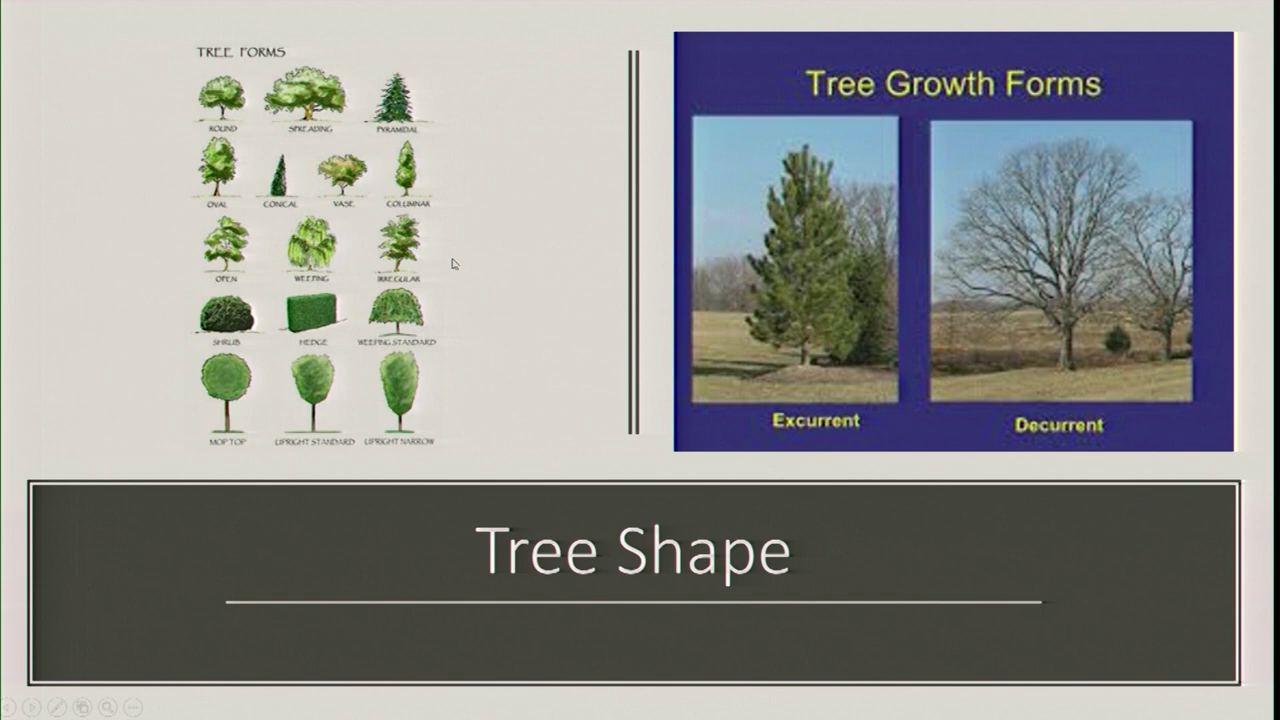 TREE FORMS
ROUND SPREADING PYRAMIDAL
OVAL CONICAL VASE COLUMNAR
OPEN WEEPING IRREGULAR
SHRUB HEDGE WEEPING STANDARD
MOP TOP UPRIGHT STANDARD UPRIGHT NARROW
Tree Growth Forms
Excurrent Decurrent
Tree Shape